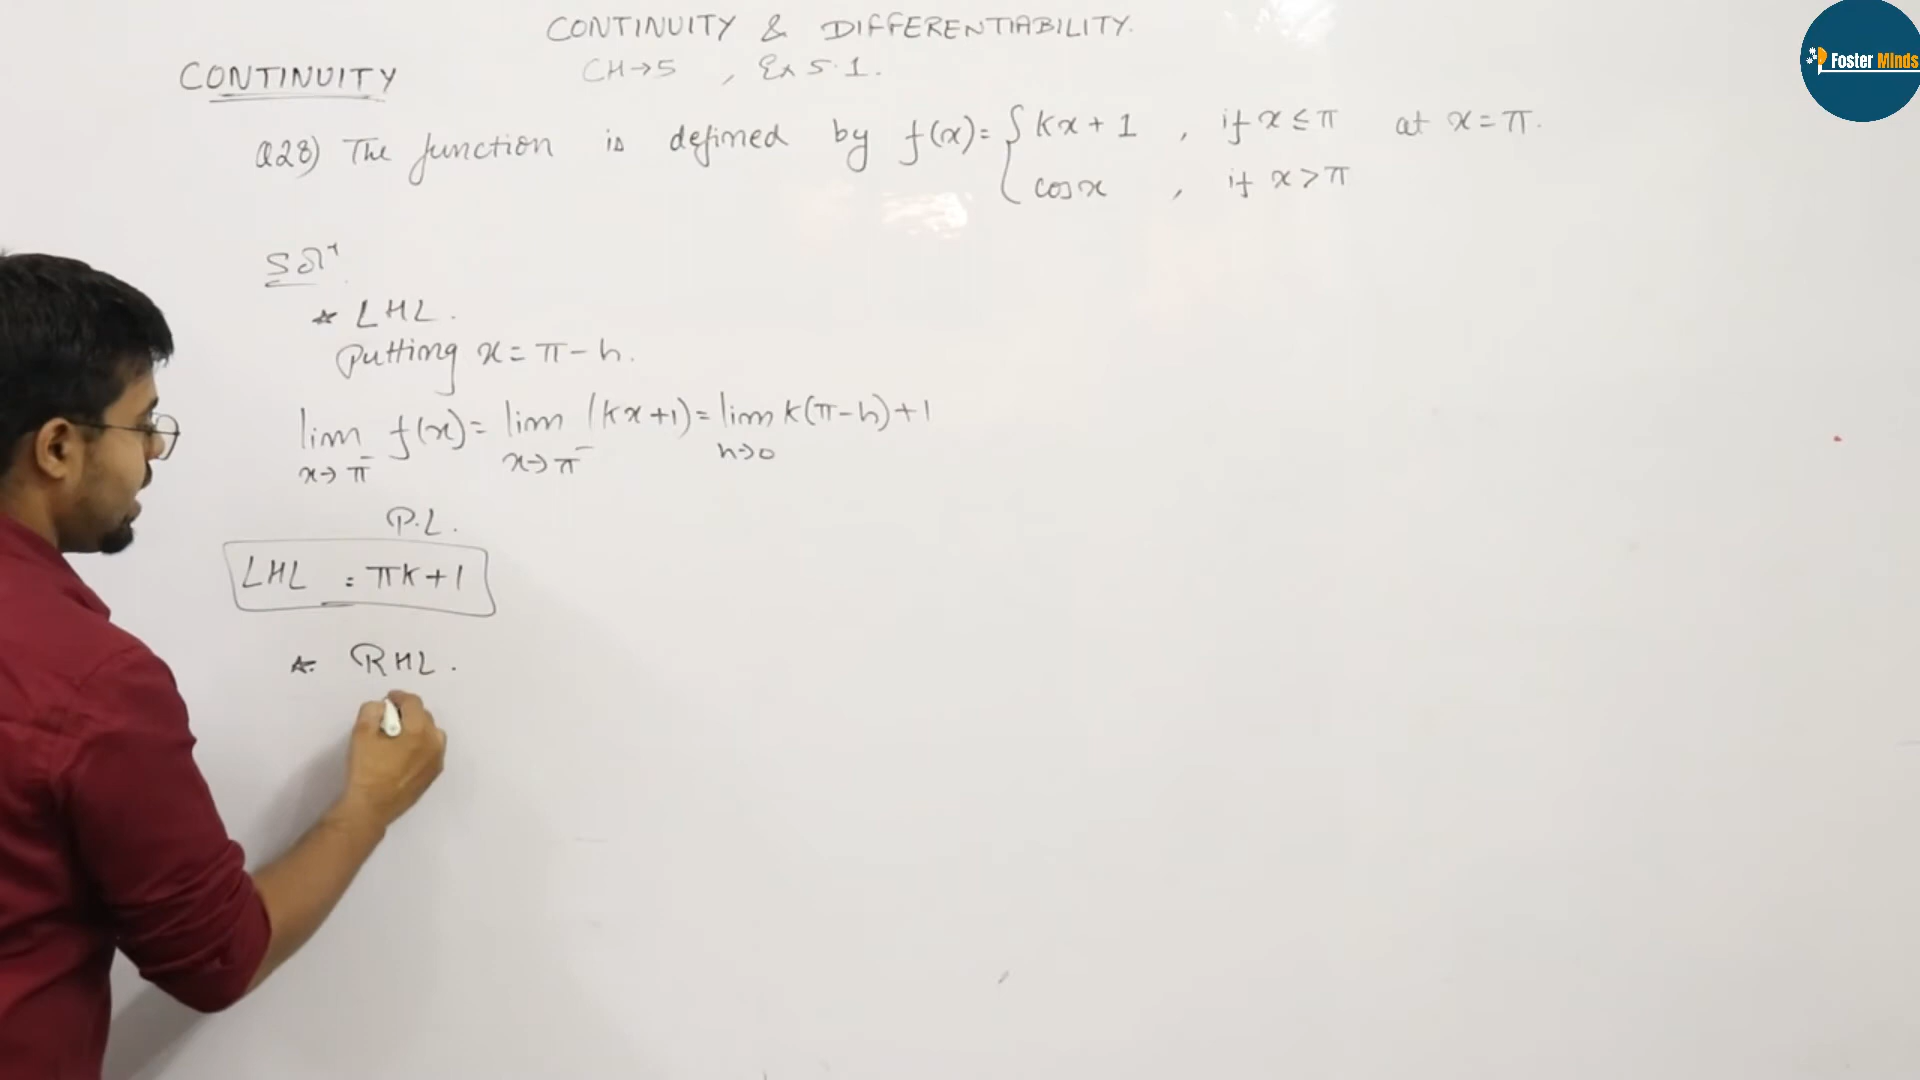 CONTINUITY & DIFFERENTIABILITY.
CH→5 , Ex 5.1.
CONTINUITY
Q28) The function is defined by f(x)= { kx + 1 , if x ≤ π at x = π.
cosx , if x > π
Sol^n
* LHL.
Putting x = π - h.
lim f(x) = lim (kx+1) = lim k(π-h)+1
x→π⁻ x→π⁻ h→0
P.L.
LHL = πk+1
* RHL.
Foster Minds